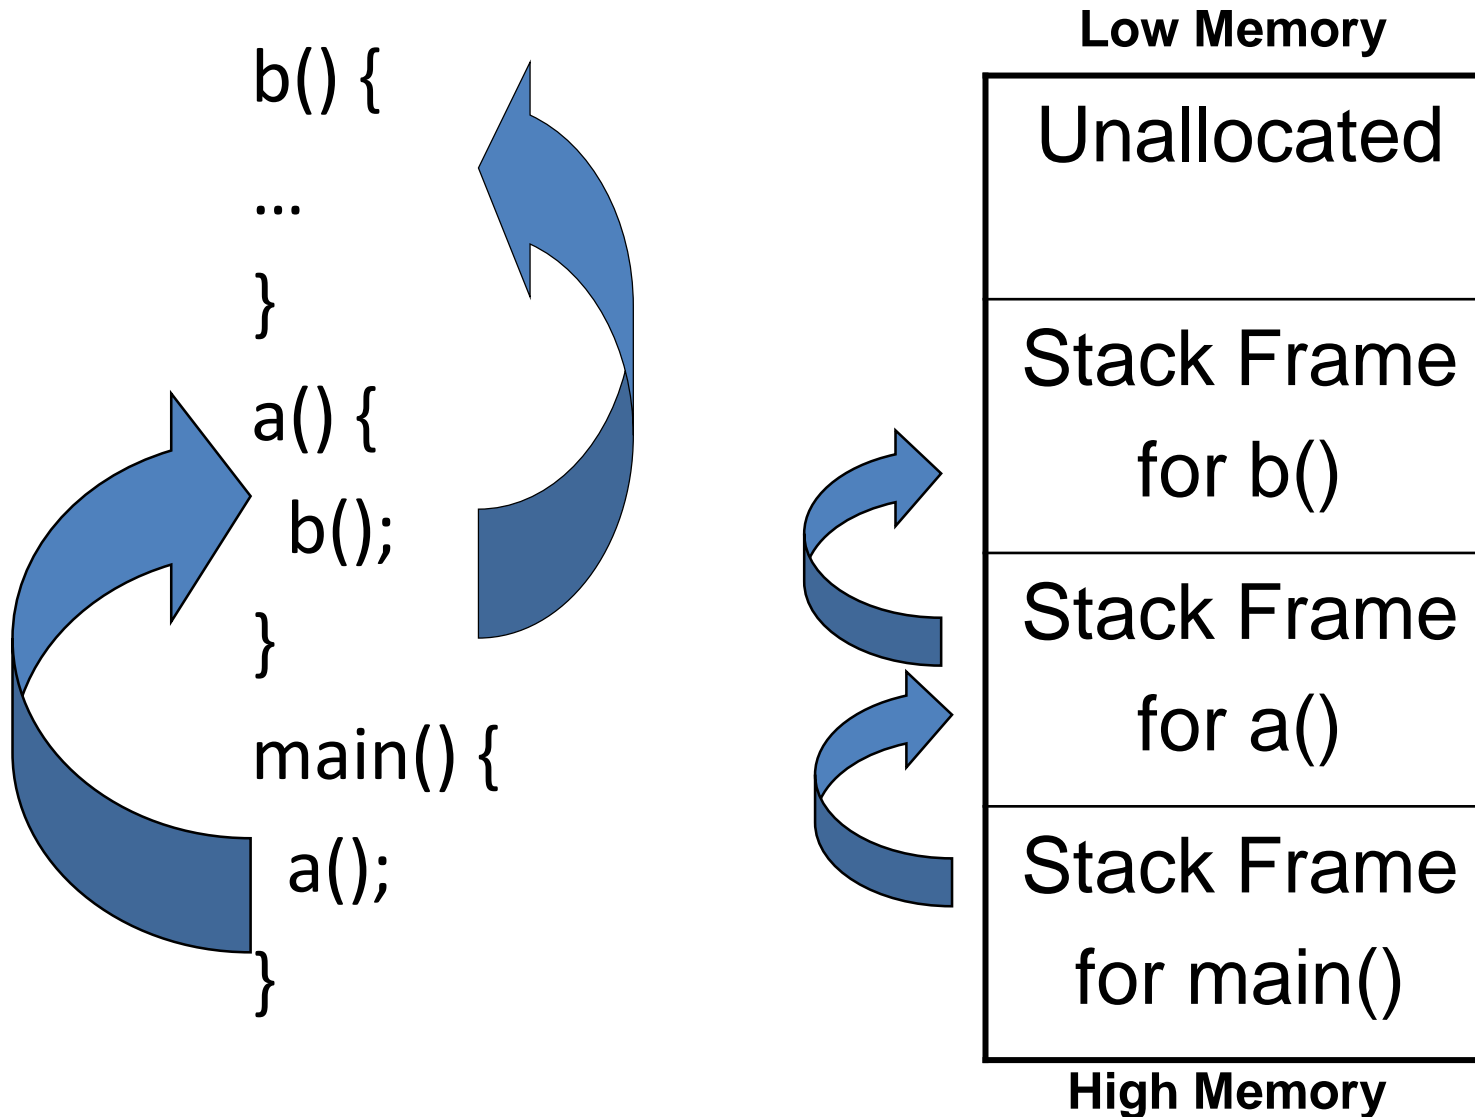 b() {
…
}
a() {
b();
}
main() {
a();
}
Low Memory
Unallocated
Stack Frame
for b()
Stack Frame
for a()
Stack Frame
for main()
High Memory